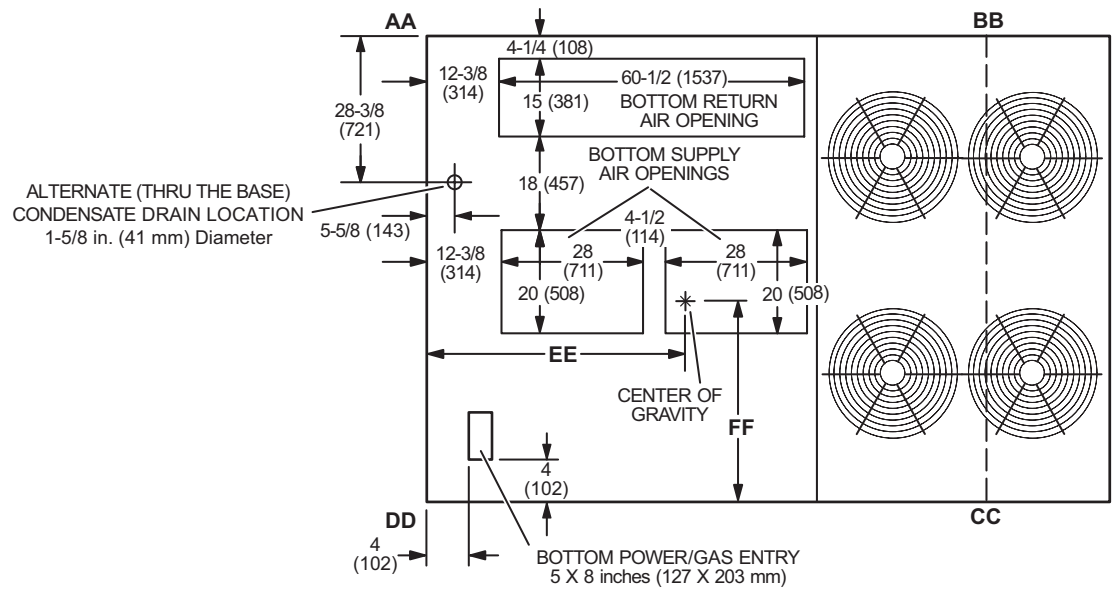 AA
BB
4-1/4 (108)
12-3/8
(314)
60-1/2 (1537)
28-3/8
(721)
15 (381)
BOTTOM RETURN
AIR OPENING
BOTTOM SUPPLY
AIR OPENINGS
18 (457)
ALTERNATE (THRU THE BASE)
CONDENSATE DRAIN LOCATION
1-5/8 in. (41 mm) Diameter
5-5/8 (143)
4-1/2
(114)
12-3/8
(314)
28
(711)
28
(711)
20 (508)
20 (508)
EE
CENTER OF
GRAVITY
FF
4
(102)
DD
CC
4
(102)
BOTTOM POWER/GAS ENTRY
5 X 8 inches (127 X 203 mm)